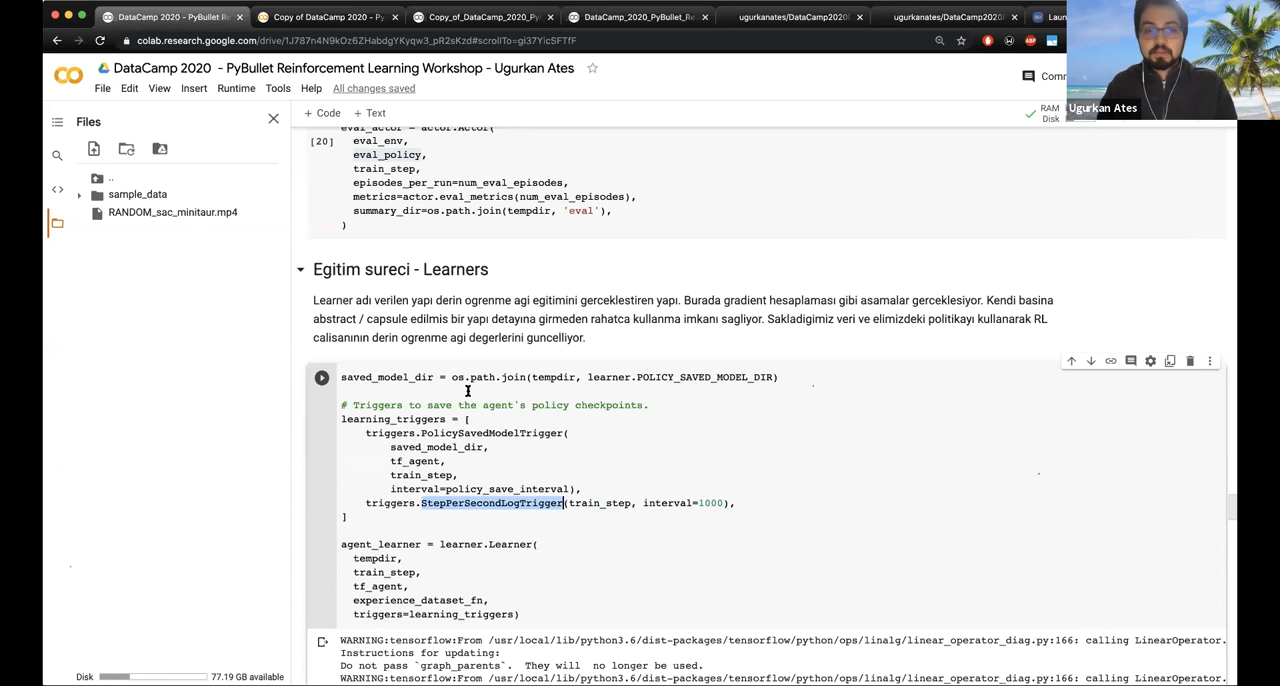 DataCamp 2020 - PyBullet Re
Copy of DataCamp 2020 - Py
Copy_of_DataCamp_2020_PyE
DataCamp_2020_PyBullet_Re
ugurkanates/DataCamp2020F
ugurkanates/DataCamp2020F
Laun
colab.research.google.com/drive/1J787n4N9kOz6ZHabdgYKyqw3_pR2sKzd#scrollTo=gi37YicSFTfF
DataCamp 2020 - PyBullet Reinforcement Learning Workshop - Ugurkan Ates
Comm
File Edit View Insert Runtime Tools Help All changes saved
Ugurkan Ates
Files
+ Code + Text
RAM
Disk
..
sample_data
RANDOM_sac_minitaur.mp4
eval_actor = actor.Actor(
[20] eval_env,
eval_policy,
train_step,
episodes_per_run=num_eval_episodes,
metrics=actor.eval_metrics(num_eval_episodes),
summary_dir=os.path.join(tempdir, 'eval'),
)
Egitim sureci - Learners
Learner adı verilen yapı derin ogrenme agi egitimini gerceklestiren yapı. Burada gradient hesaplaması gibi asamalar gerceklesiyor. Kendi basina
abstract / capsule edilmis bir yapı detayına girmeden rahatca kullanma imkanı sagliyor. Sakladigimiz veri ve elimizdeki politikayı kullanarak RL
calisanının derin ogrenme agi degerlerini guncelliyor.
saved_model_dir = os.path.join(tempdir, learner.POLICY_SAVED_MODEL_DIR)
# Triggers to save the agent's policy checkpoints.
learning_triggers = [
triggers.PolicySavedModelTrigger(
saved_model_dir,
tf_agent,
train_step,
interval=policy_save_interval),
triggers.StepPerSecondLogTrigger(train_step, interval=1000),
]
agent_learner = learner.Learner(
tempdir,
train_step,
tf_agent,
experience_dataset_fn,
triggers=learning_triggers)
WARNING:tensorflow:From /usr/local/lib/python3.6/dist-packages/tensorflow/python/ops/linalg/linear_operator_diag.py:166: calling LinearOperator.
Instructions for updating:
Do not pass `graph_parents`. They will no longer be used.
WARNING:tensorflow:From /usr/local/lib/python3.6/dist-packages/tensorflow/python/ops/linalg/linear_operator_diag.py:166: calling LinearOperator.
Disk 77.19 GB available